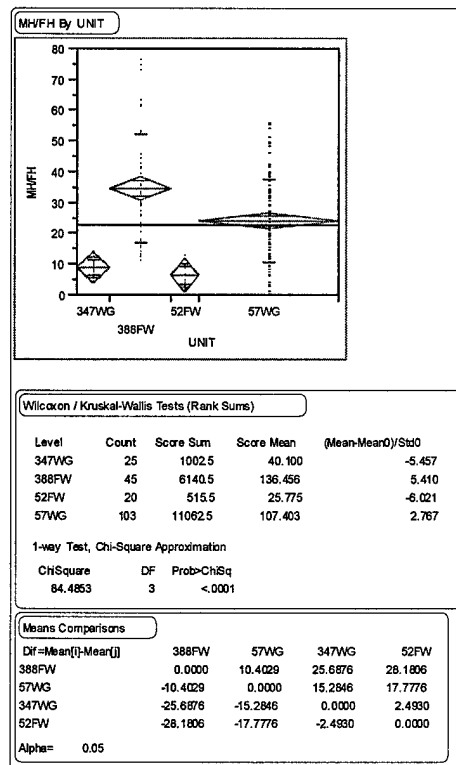 MH/FH By UNIT
80
70
60
50
40
30
20
10
0
MH/FH
347WG
388FW
52FW
57WG
UNIT
Wilcoxon / Kruskal-Wallis Tests (Rank Sums)
Level Count Score Sum Score Mean (Mean-Mean0)/Std0
347WG 25 1002.5 40.100 -5.457
388FW 45 6140.5 136.456 5.410
52FW 20 515.5 25.775 -6.021
57WG 103 11062.5 107.403 2.767
1-way Test, Chi-Square Approximation
ChiSquare DF Prob>ChiSq
84.4853 3 <.0001
Means Comparisons
Dif=Mean[i]-Mean[j] 388FW 57WG 347WG 52FW
388FW 0.0000 10.4029 25.6876 28.1806
57WG -10.4029 0.0000 15.2846 17.7776
347WG -25.6876 -15.2846 0.0000 2.4930
52FW -28.1806 -17.7776 -2.4930 0.0000
Alpha= 0.05